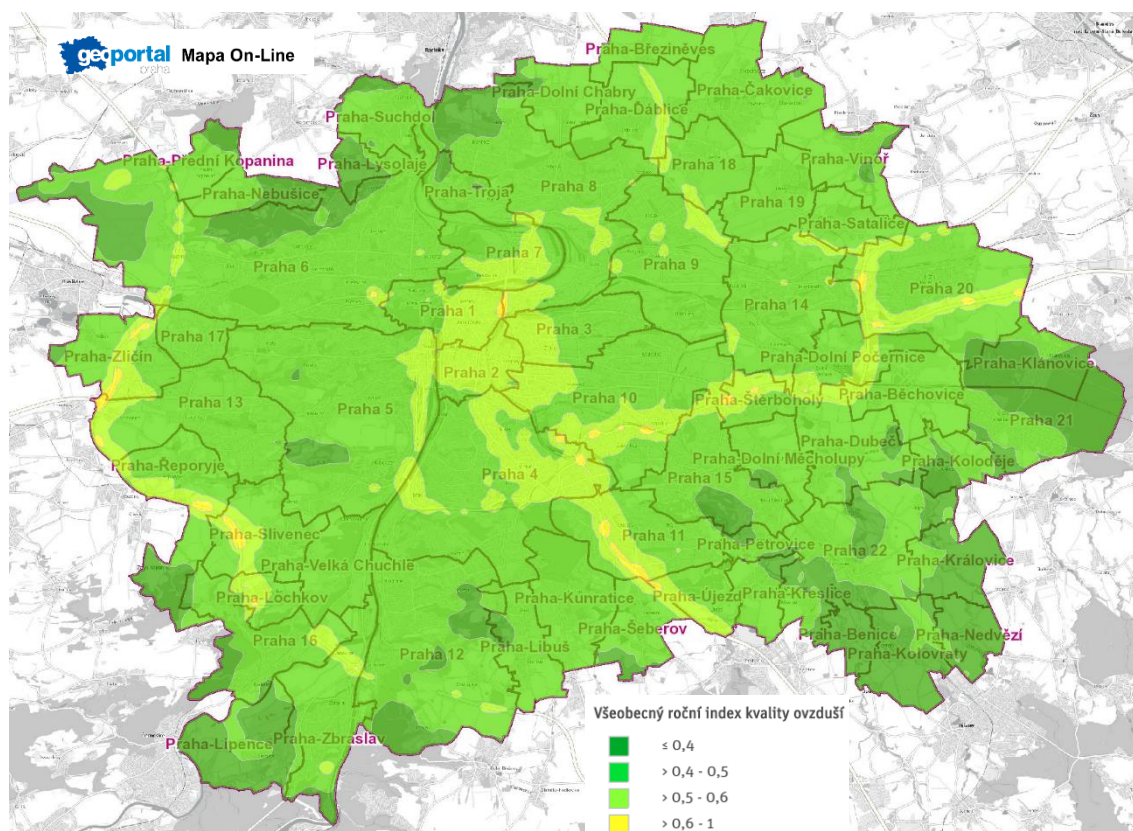 geoportal
praha
Mapa On-Line
Praha-Březiněves
Praha-Dolní Chabry
Praha-Ďáblice
Praha-Čakovice
Praha-Suchdol
Praha-Přední Kopanina
Praha-Lysolaje
Praha 18
Praha-Vinoř
Praha-Nebušice
Praha-Troja
Praha 8
Praha 19
Praha-Satalice
Praha 7
Praha 6
Praha 9
Praha 20
Praha 1
Praha 14
Praha 17
Praha 3
Praha-Zličín
Praha-Dolní Počernice
Praha-Klánovice
Praha 2
Praha 13
Praha 5
Praha 10
Praha-Štěrboholy
Praha-Běchovice
Praha 21
Praha-Dubeč
Praha-Řeporyje
Praha 4
Praha-Dolní Měcholupy
Praha-Koloděje
Praha 15
Praha-Slivenec
Praha 11
Praha-Petrovice
Praha 22
Praha-Královice
Praha-Velká Chuchle
Praha-Lochkov
Praha-Kunratice
Praha-Újezd
Praha-Křeslice
Praha-Šeberov
Praha 16
Praha 12
Praha-Libuš
Praha-Benice
Praha-Nedvězí
Praha-Kolovraty
Praha-Lipence
Praha-Zbraslav
Všeobecný roční index kvality ovzduší
≤ 0,4
> 0,4 - 0,5
> 0,5 - 0,6
> 0,6 - 1